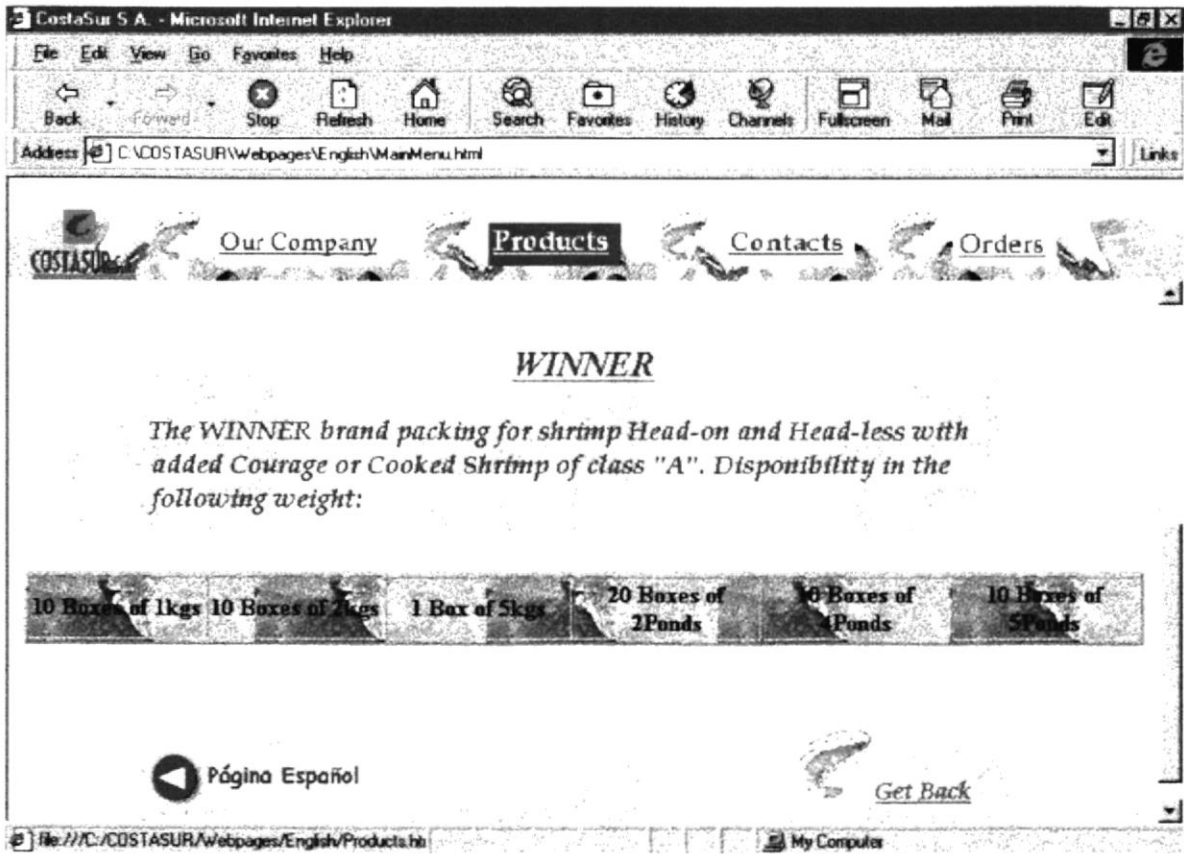 CostaSur S.A. - Microsoft Internet Explorer
File Edit View Go Favorites Help
Back Forward Stop Refresh Home Search Favorites History Channels Fullscreen Mail Print Edit
Address C:\COSTASUR\Webpages\English\MainMenu.html Links
COSTASUR S.A. Our Company Products Contacts Orders
WINNER
The WINNER brand packing for shrimp Head-on and Head-less with
added Courage or Cooked Shrimp of class "A". Disponibility in the
following weight:
10 Boxes of 1kgs 10 Boxes of 2kgs 1 Box of 5kgs 20 Boxes of 2Ponds Boxes of 4Ponds 10 Boxes of 5Ponds
Página Español
Get Back
file:///C:/COSTASUR/Webpages/English/Products.h My Computer